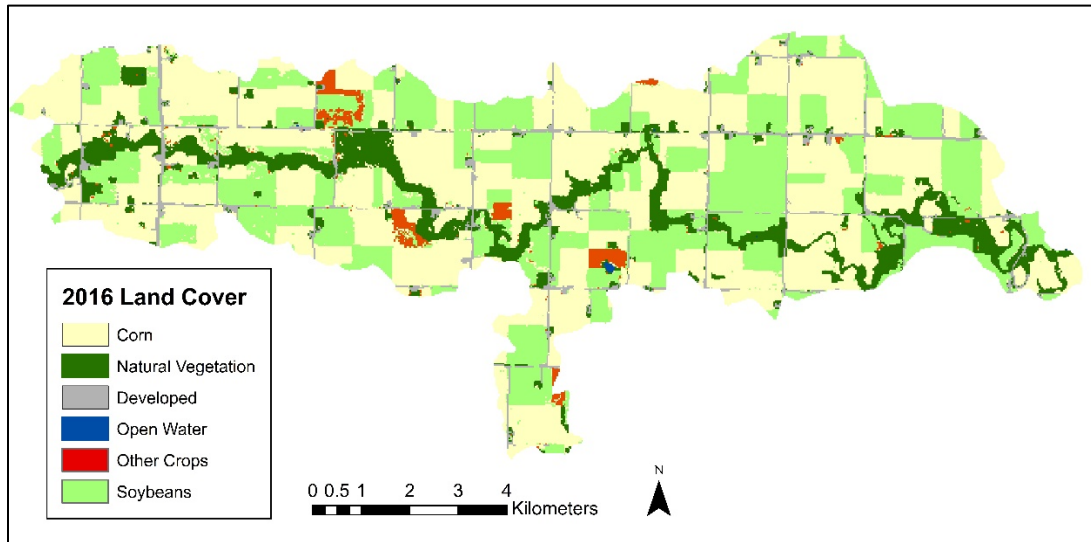 2016 Land Cover
Corn
Natural Vegetation
Developed
Open Water
Other Crops
Soybeans
0 0.5 1 2 3 4
Kilometers
N